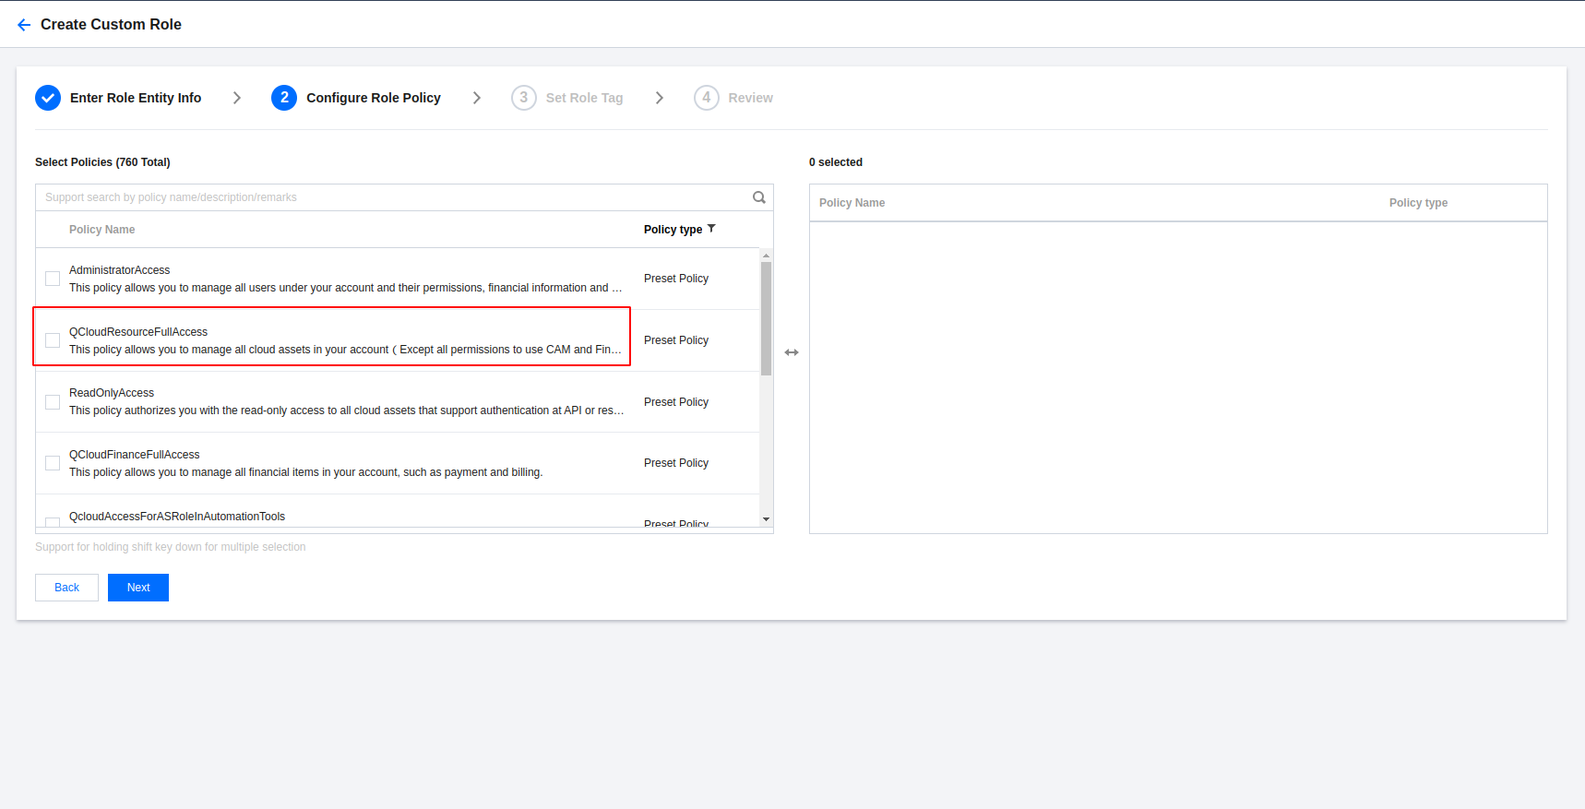 Create Custom Role
Enter Role Entity Info
2 Configure Role Policy
3 Set Role Tag
4 Review
Select Policies (760 Total)
Support search by policy name/description/remarks
Policy Name Policy type
AdministratorAccess
This policy allows you to manage all users under your account and their permissions, financial information and ...
Preset Policy
QCloudResourceFullAccess
This policy allows you to manage all cloud assets in your account ( Except all permissions to use CAM and Fin...
Preset Policy
ReadOnlyAccess
This policy authorizes you with the read-only access to all cloud assets that support authentication at API or res...
Preset Policy
QCloudFinanceFullAccess
This policy allows you to manage all financial items in your account, such as payment and billing.
Preset Policy
QcloudAccessForASRoleInAutomationTools
Preset Policy
Support for holding shift key down for multiple selection
0 selected
Policy Name Policy type
Back Next